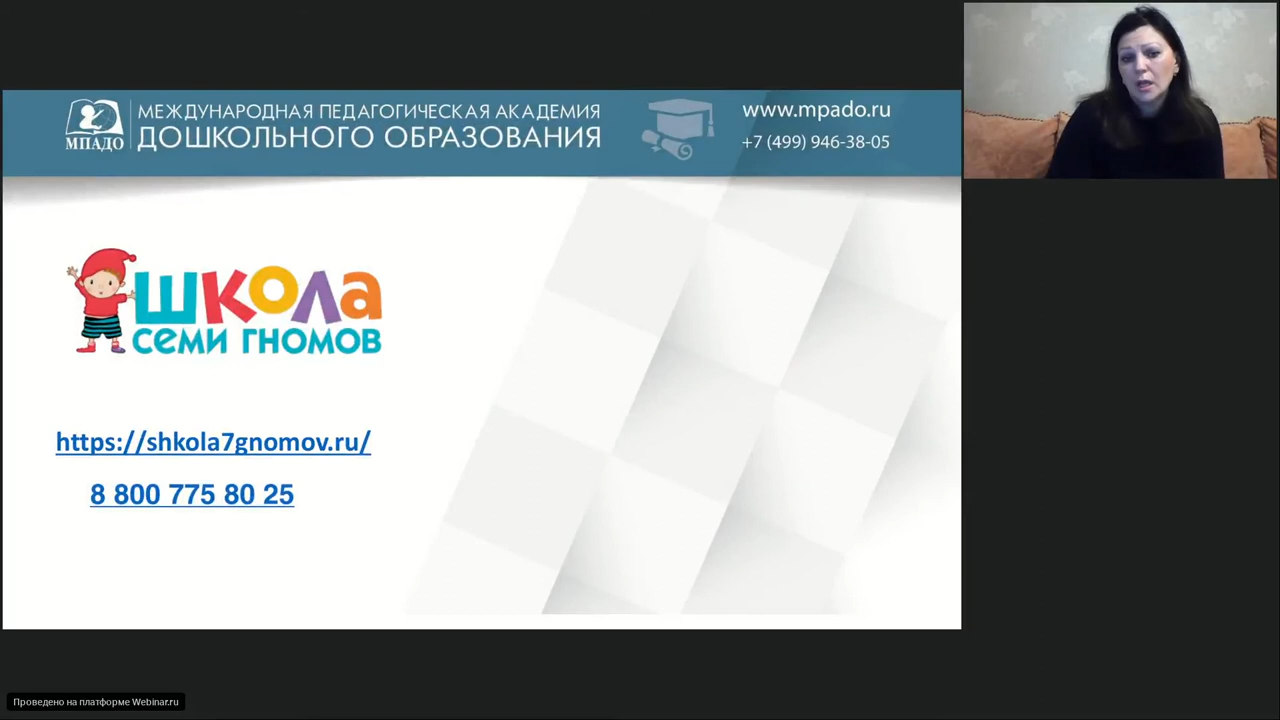 МПАДО
МЕЖДУНАРОДНАЯ ПЕДАГОГИЧЕСКАЯ АКАДЕМИЯ
ДОШКОЛЬНОГО ОБРАЗОВАНИЯ
www.mpado.ru
+7 (499) 946-38-05
школа
семи гномов
https://shkola7gnomov.ru/
8 800 775 80 25
Проведено на платформе Webinar.ru